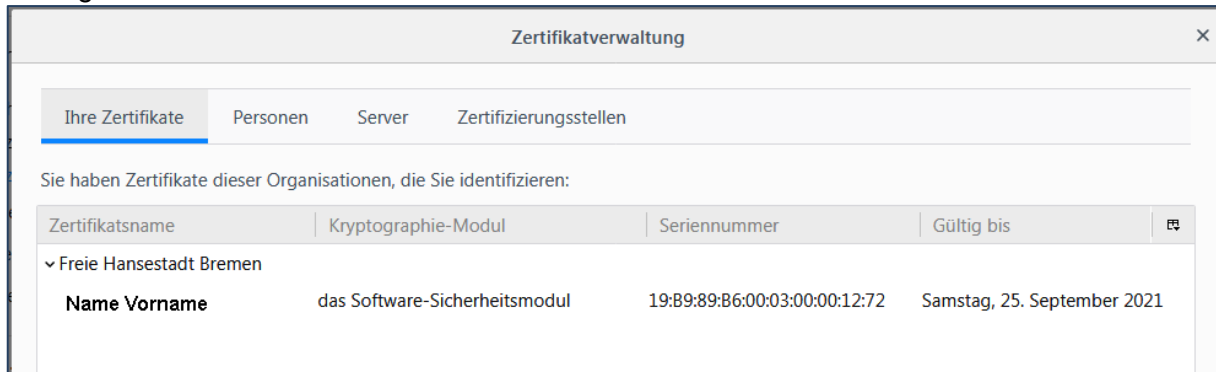 Zertifikatverwaltung
Ihre Zertifikate Personen Server Zertifizierungsstellen
Sie haben Zertifikate dieser Organisationen, die Sie identifizieren:
Zertifikatsname Kryptographie-Modul Seriennummer Gültig bis
Freie Hansestadt Bremen
Name Vorname das Software-Sicherheitsmodul 19:B9:89:B6:00:03:00:00:12:72 Samstag, 25. September 2021